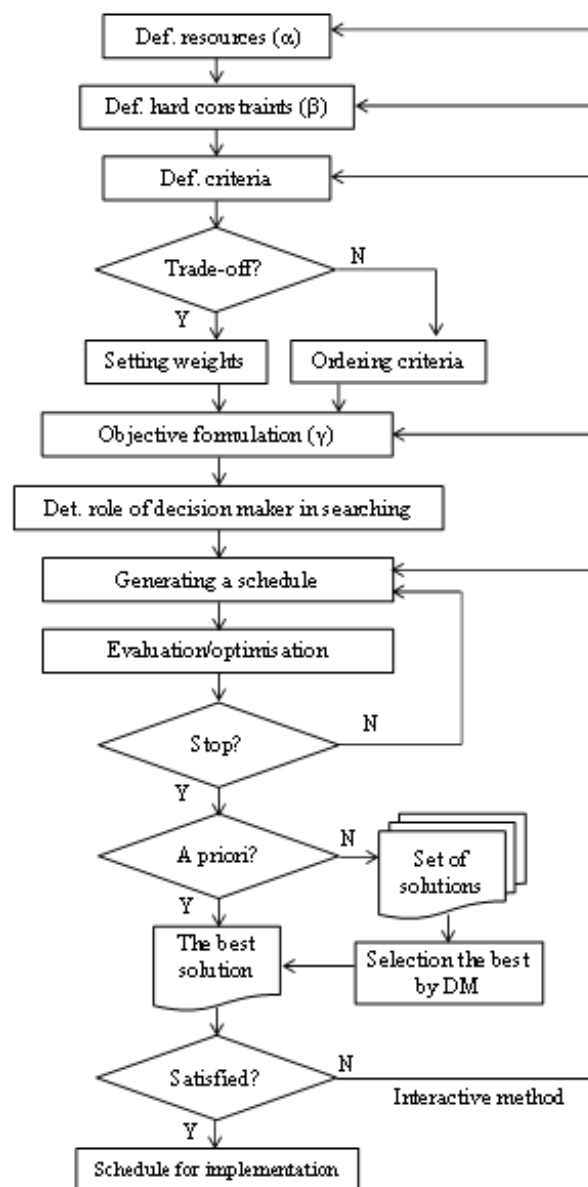 Def. resources (α)
Def. hard constraints (β)
Def. criteria
Trade-off?
N
Y
Setting weights
Ordering criteria
Objective formulation (γ)
Det. role of decision maker in searching
Generating a schedule
Evaluation/optimisation
Stop?
N
Y
A priori?
N
Set of
solutions
Y
The best
solution
Selection the best
by DM
Satisfied?
N
Interactive method
Y
Schedule for implementation